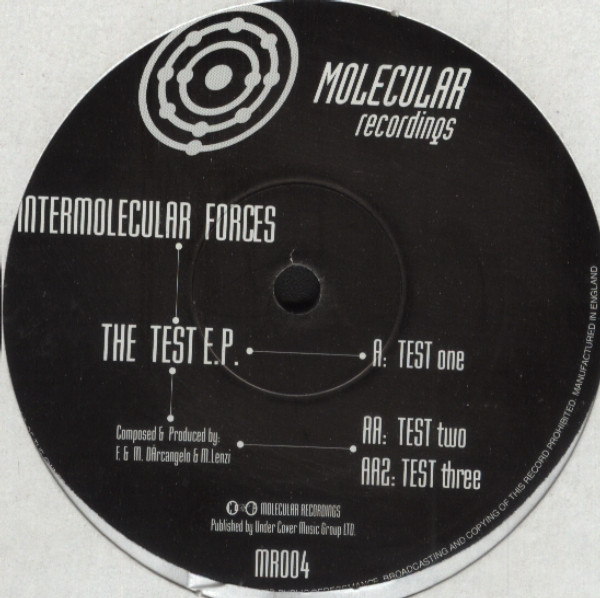 MOLECULAR
recordings
INTERMOLECULAR FORCES
THE TEST E.P.
A: TEST one
Composed & Produced by:
F. & M. DArcangelo & M.Lenzi
AA: TEST two
AA2: TEST three
MOLECULAR RECORDINGS
Published by Under Cover Music Group LTD.
MR004
PUBLIC PERFORMANCE, BROADCASTING AND COPYING OF THIS RECORD PROHIBITED. MANUFACTURED IN ENGLAND